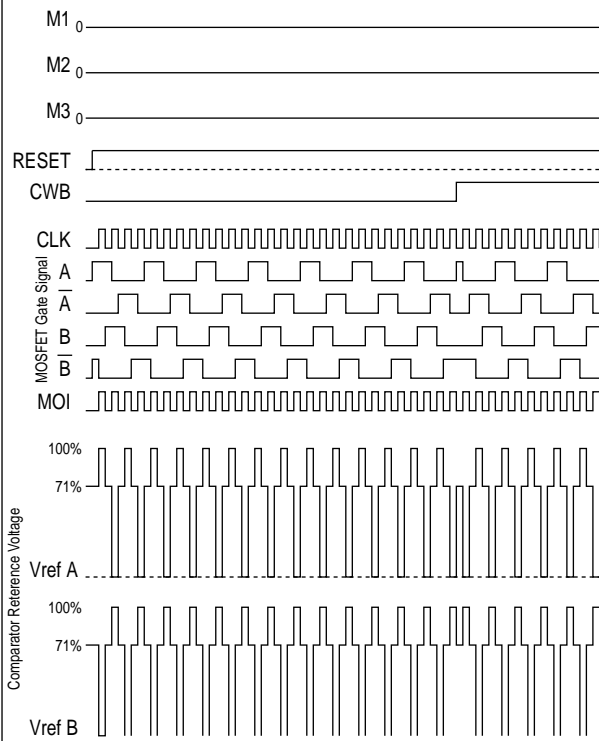 M1 0
M2 0
M3 0
RESET
CWB
CLK
MOSFET Gate Signal
A
A̅
B
B̅
MOI
Comparator Reterence Voltage
100%
71%
Vref A
100%
71%
Vref B